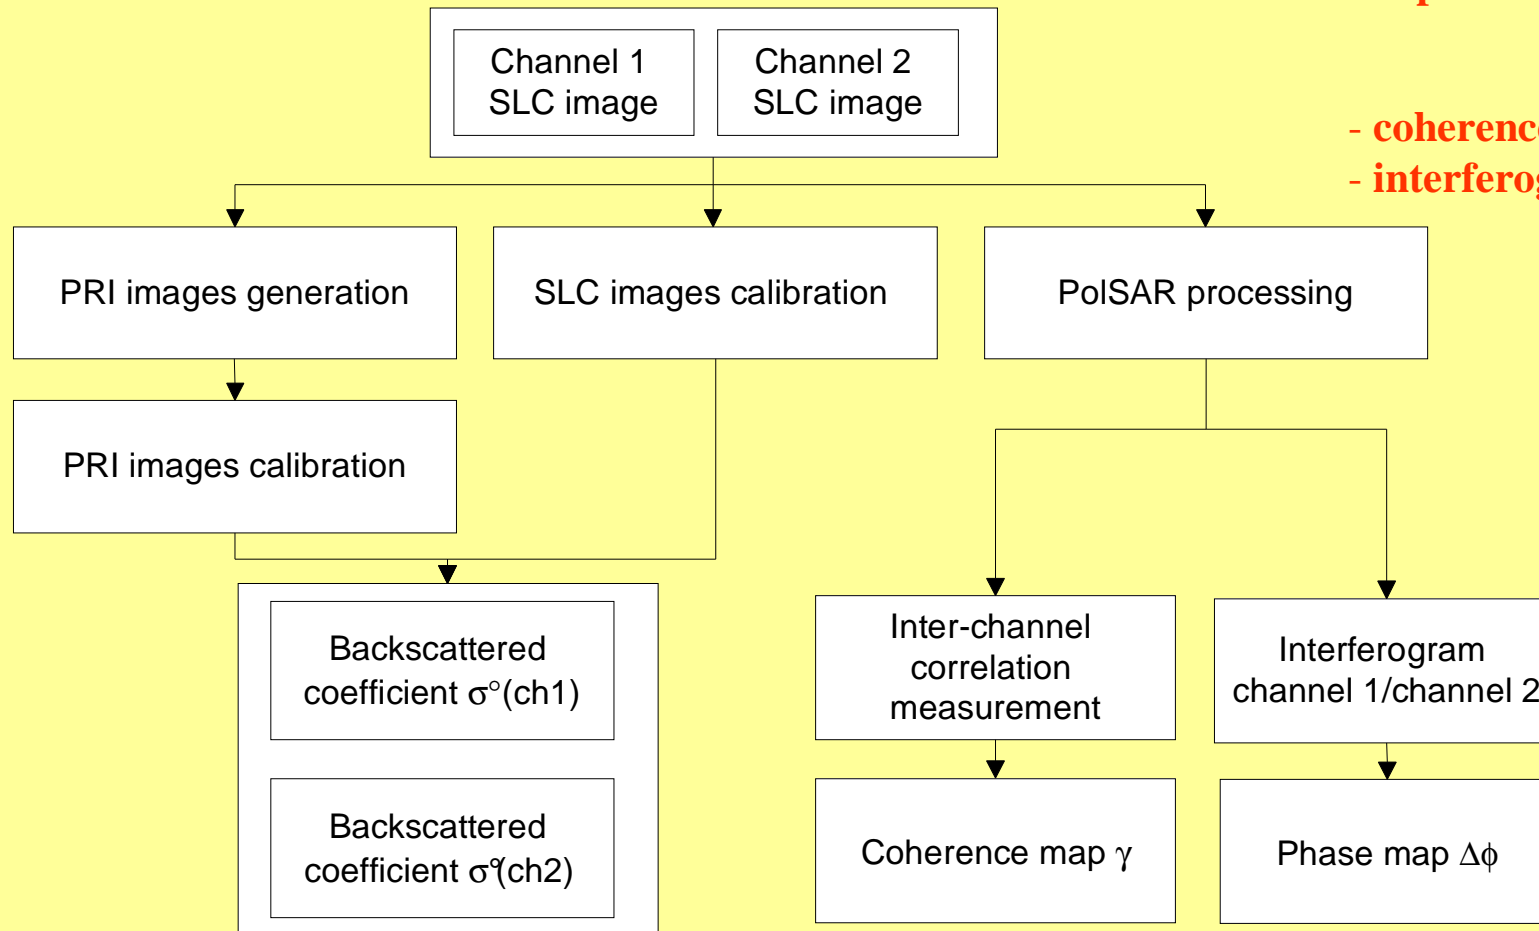 Channel 1
SLC image
Channel 2
SLC image
- coherence
- interferog
PRI images generation
SLC images calibration
PolSAR processing
PRI images calibration
Backscattered
coefficient σ°(ch1)
Backscattered
coefficient σ°(ch2)
Inter-channel
correlation
measurement
Interferogram
channel 1/channel 2
Coherence map γ
Phase map Δϕ